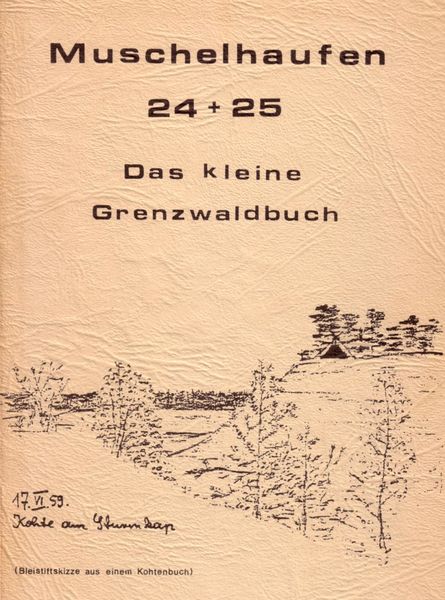 Muschelhaufen
24 + 25
Das kleine
Grenzwaldbuch
17. VI. 59.
Kohte am Sturmkap
(Bleistiftskizze aus einem Kohtenbuch)